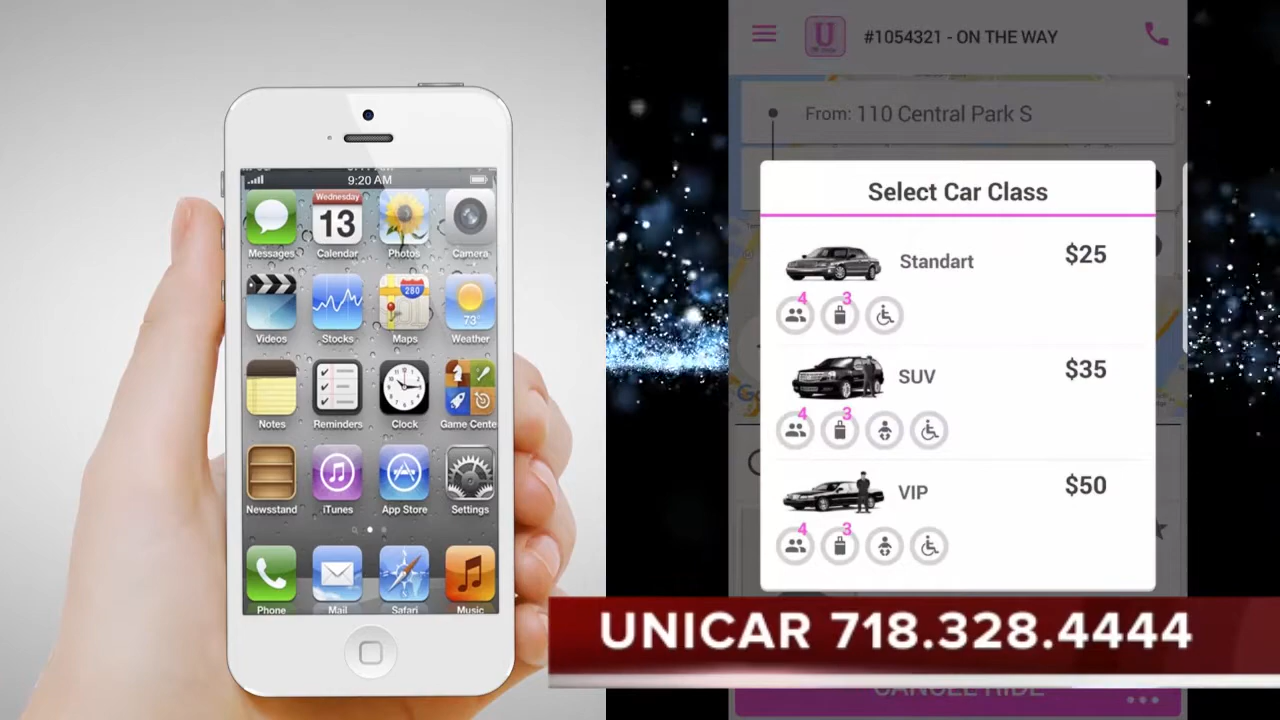 9:20 AM
Wednesday
13
280
73°
Messages Calendar Photos Camera
Videos Stocks Maps Weather
Notes Reminders Clock Game Cente
Newsstand iTunes App Store Settings
Phone Mail Safari Music
U
#1054321 - ON THE WAY
From: 110 Central Park S
Select Car Class
Standart $25
4 3
SUV $35
4 3
VIP $50
4 3
UNICAR 718.328.4444
CANCEL RIDE